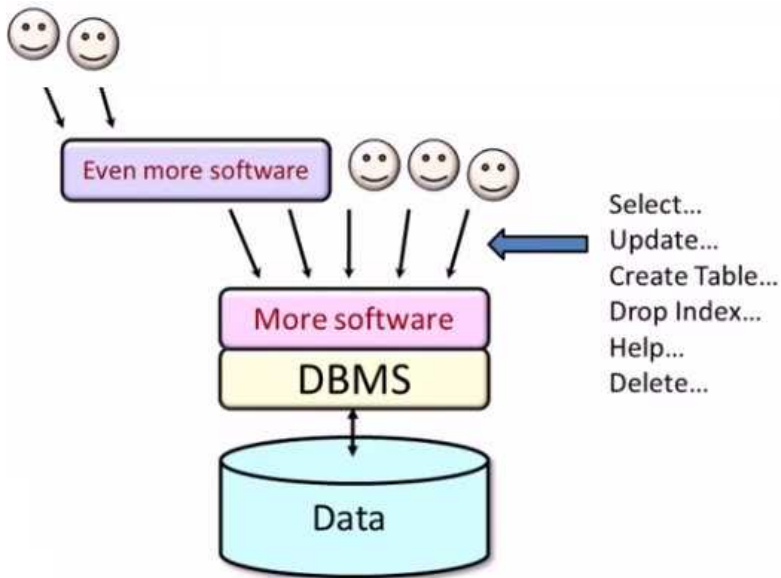 Even more software
Select...
Update...
Create Table...
Drop Index...
Help...
Delete...
More software
DBMS
Data